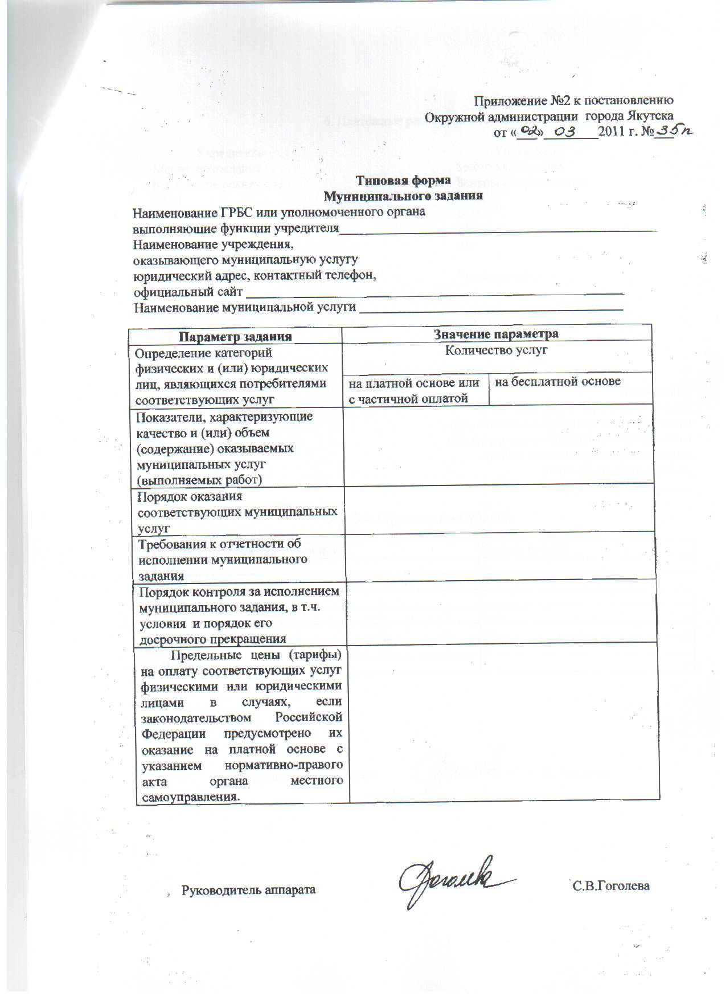 Приложение №2 к постановлению
Окружной администрации города Якутска
от «02» 03 2011 г. №35п
Типовая форма
Муниципального задания
Наименование ГРБС или уполномоченного органа
выполняющие функции учредителя
Наименование учреждения,
оказывающего муниципальную услугу
юридический адрес, контактный телефон,
официальный сайт
Наименование муниципальной услуги
Параметр задания
Значение параметра
Определение категорий
физических и (или) юридических
лиц, являющихся потребителями
соответствующих услуг
Количество услуг
на платной основе или
с частичной оплатой
на бесплатной основе
Показатели, характеризующие
качество и (или) объем
(содержание) оказываемых
муниципальных услуг
(выполняемых работ)
Порядок оказания
соответствующих муниципальных
услуг
Требования к отчетности об
исполнении муниципального
задания
Порядок контроля за исполнением
муниципального задания, в т.ч.
условия и порядок его
досрочного прекращения
Предельные цены (тарифы)
на оплату соответствующих услуг
физическими или юридическими
лицами в случаях, если
законодательством Российской
Федерации предусмотрено их
оказание на платной основе с
указанием нормативно-правого
акта органа местного
самоуправления.
Руководитель аппарата
Гоголева
С.В.Гоголева